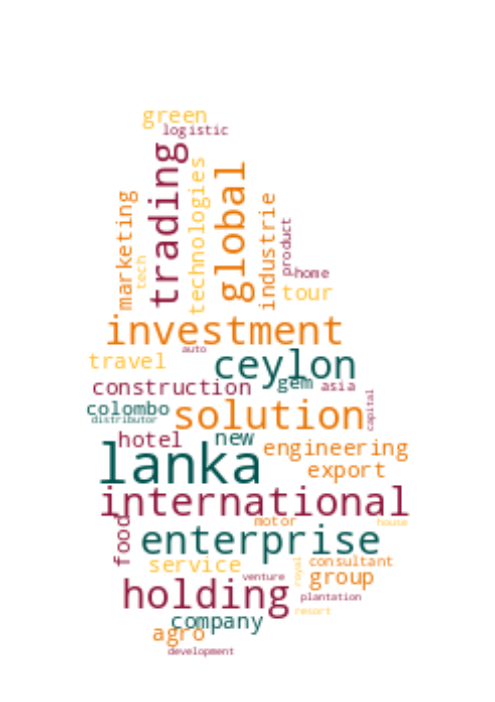 green
logistic
trading
technologies
global
marketing
tech
industrie
product
home
tour
investment
auto
travel
ceylon
gem
asia
construction
capital
colombo
solution
distributor
hotel
new
engineering
lanka
export
international
motor
house
food
enterprise
service
royal
consultant
venture
group
holding
plantation
resort
company
agro
development